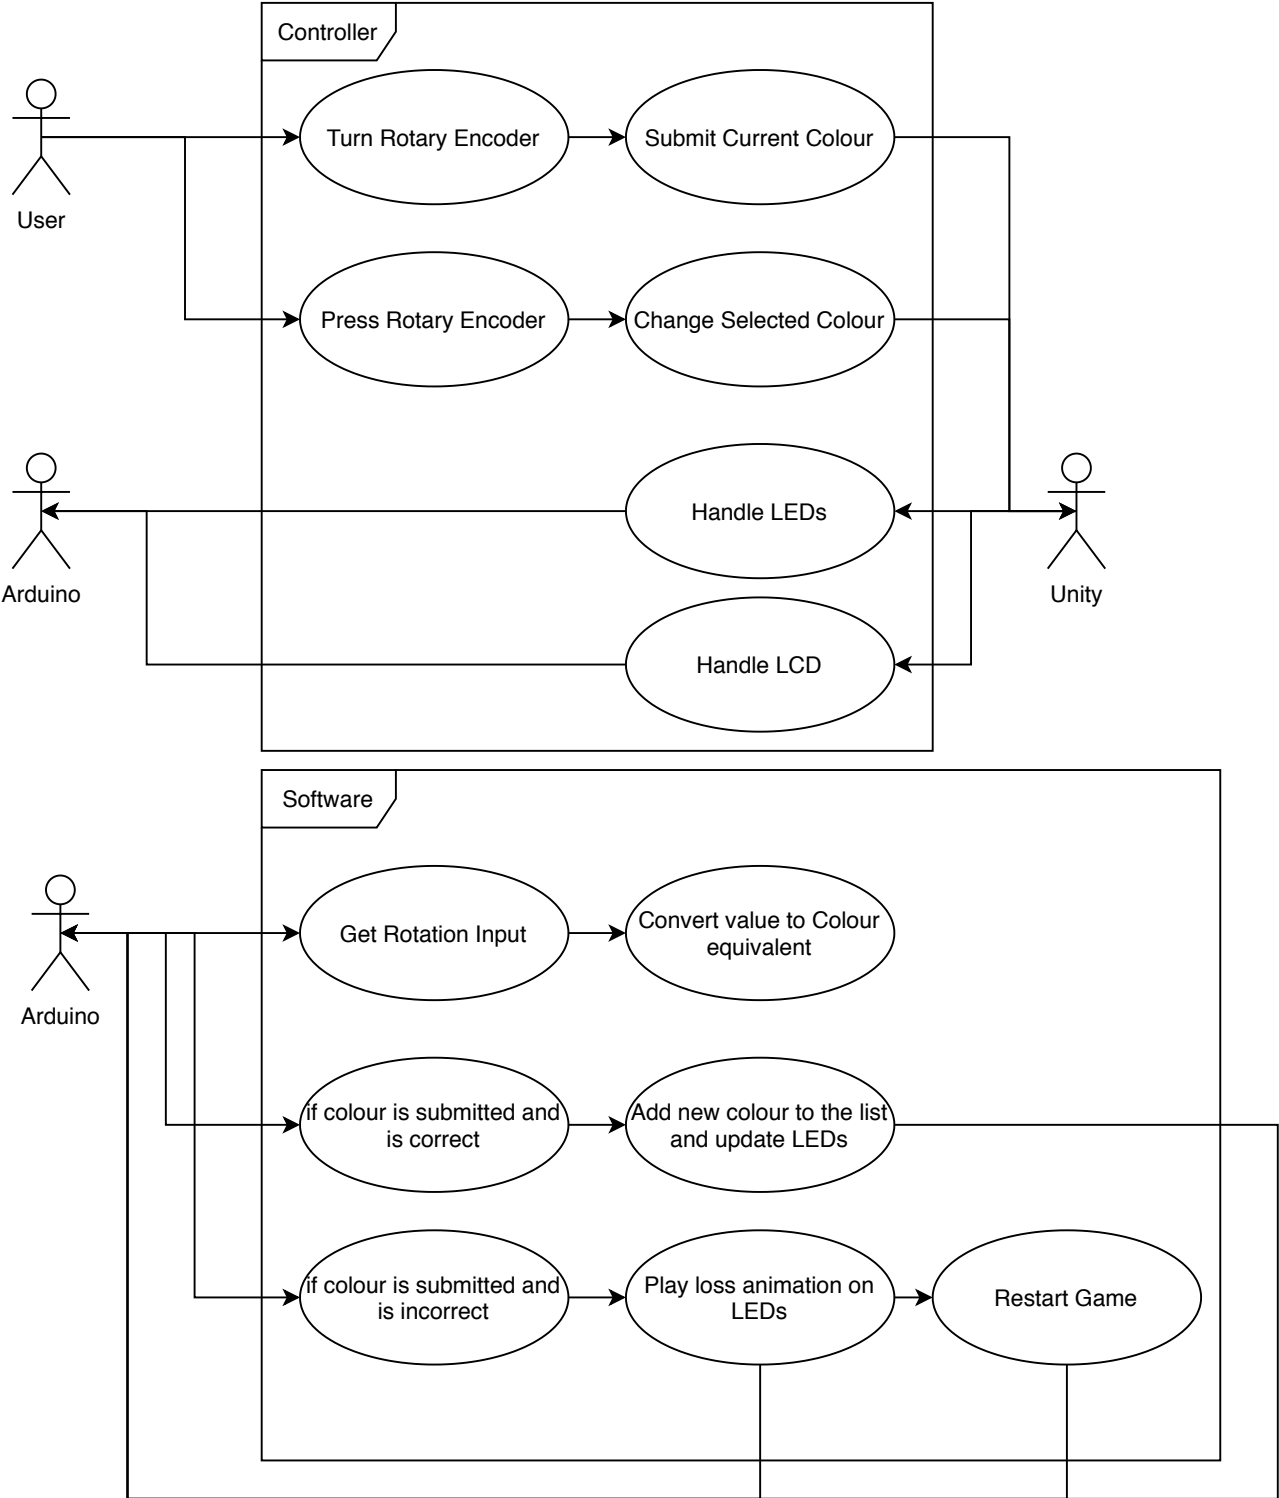 Controller
Turn Rotary Encoder
Submit Current Colour
User
Press Rotary Encoder
Change Selected Colour
Handle LEDs
Arduino
Unity
Handle LCD
Software
Get Rotation Input
Convert value to Colour
equivalent
Arduino
if colour is submitted and
is correct
Add new colour to the list
and update LEDs
if colour is submitted and
is incorrect
Play loss animation on
LEDs
Restart Game